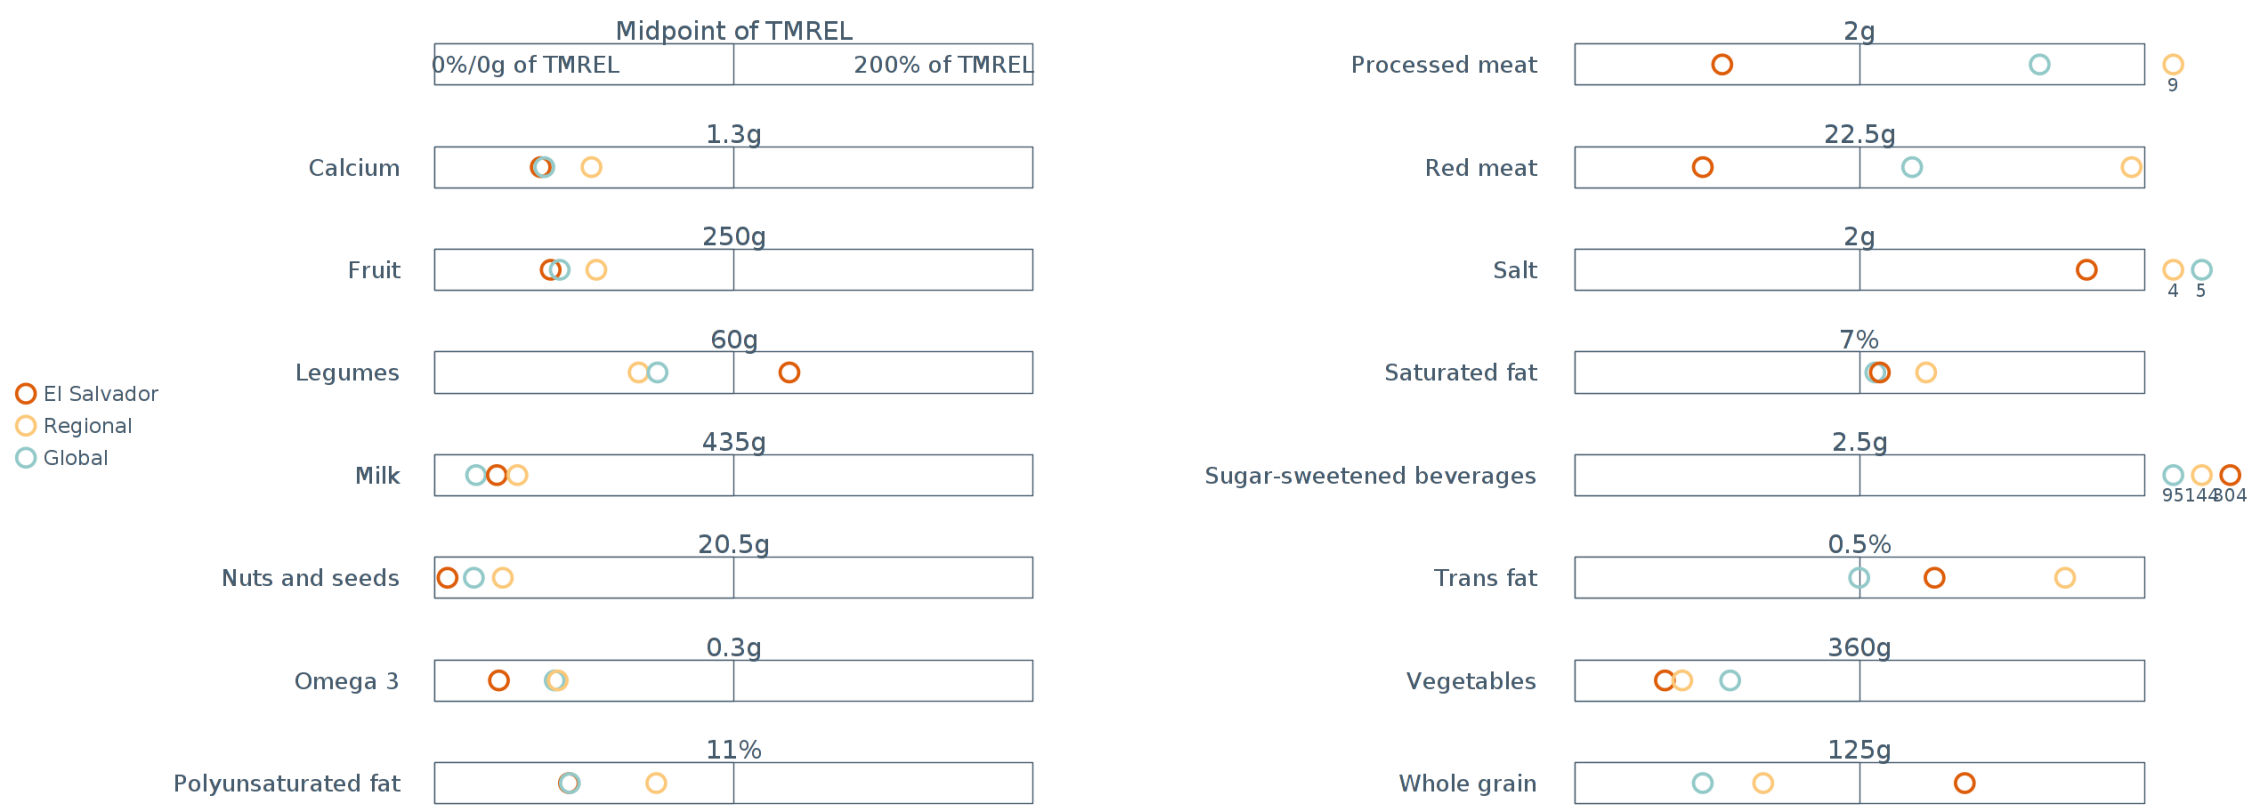 Midpoint of TMREL
0%/0g of TMREL
200% of TMREL
1.3g
Calcium
250g
Fruit
60g
Legumes
435g
Milk
20.5g
Nuts and seeds
0.3g
Omega 3
11%
Polyunsaturated fat
El Salvador
Regional
Global
2g
Processed meat
9
22.5g
Red meat
2g
Salt
4 5
7%
Saturated fat
2.5g
Sugar-sweetened beverages
95 144 304
0.5%
Trans fat
360g
Vegetables
125g
Whole grain